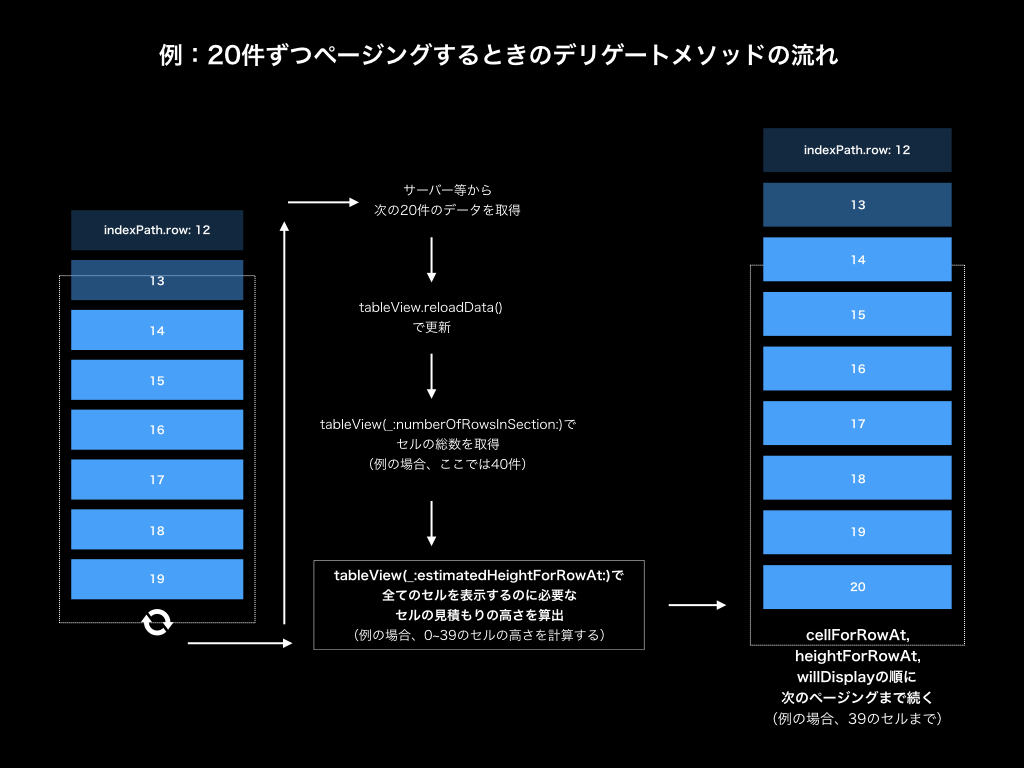 例：20件ずつページングするときのデリゲートメソッドの流れ
indexPath.row: 12
13
14
15
16
17
18
19
サーバー等から
次の20件のデータを取得
tableView.reloadData()
で更新
tableView(_:numberOfRowsInSection:)で
セルの総数を取得
（例の場合、ここでは40件）
tableView(_:estimatedHeightForRowAt:)で
全てのセルを表示するのに必要な
セルの見積もりの高さを算出
（例の場合、0~39のセルの高さを計算する）
indexPath.row: 12
13
14
15
16
17
18
19
20
cellForRowAt,
heightForRowAt,
willDisplayの順に
次のページングまで続く
（例の場合、39のセルまで）